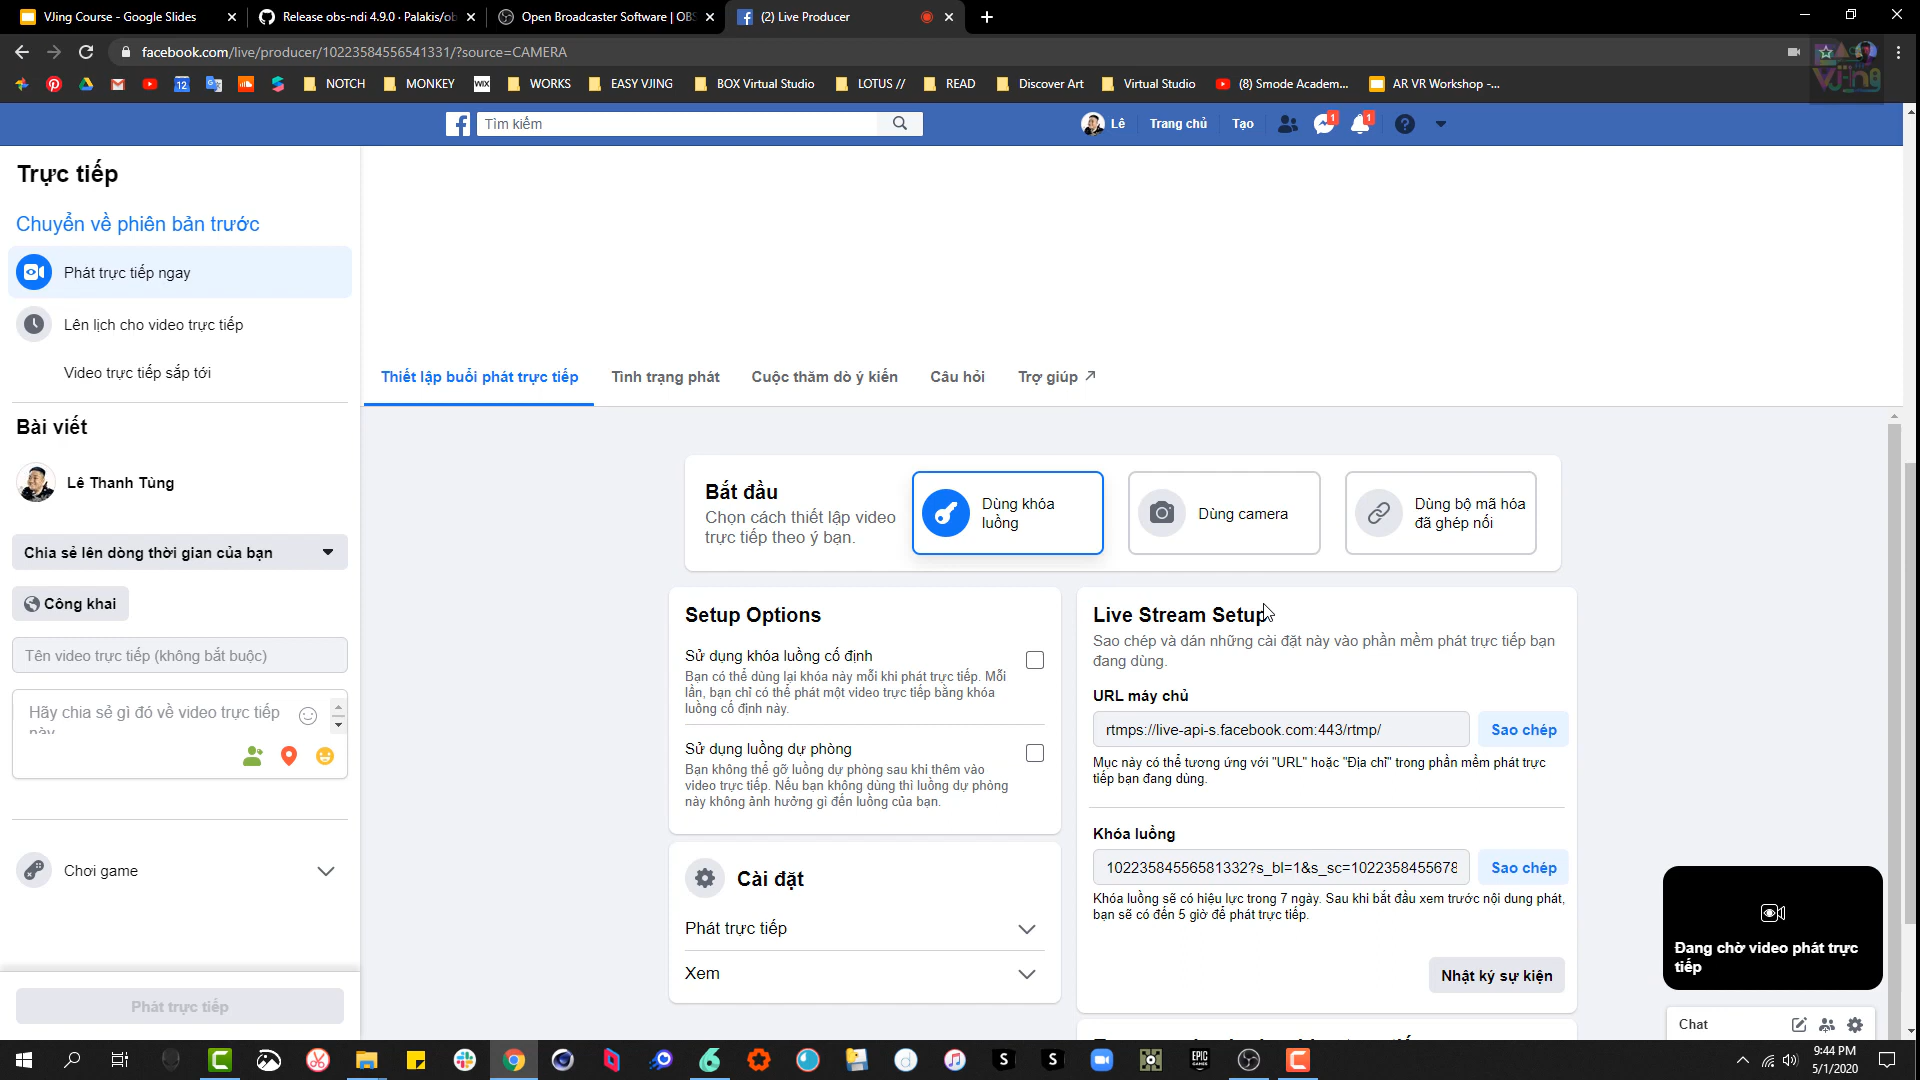 VJing Course - Google Slides
Release obs-ndi 4.9.0 · Palakis/ob
Open Broadcaster Software | OBS
(2) Live Producer
facebook.com/live/producer/10223584556541331/?source=CAMERA
12
NOTCH
MONKEY
WIX
WORKS
EASY VJING
BOX Virtual Studio
LOTUS //
READ
Discover Art
Virtual Studio
(8) Smode Academ...
AR VR Workshop -...
Tìm kiếm
Lê
Trang chủ
Tạo
1
1
Trực tiếp
Chuyển về phiên bản trước
Phát trực tiếp ngay
Lên lịch cho video trực tiếp
Video trực tiếp sắp tới
Bài viết
Lê Thanh Tùng
Chia sẻ lên dòng thời gian của bạn
Công khai
Tên video trực tiếp (không bắt buộc)
Hãy chia sẻ gì đó về video trực tiếp
này
Chơi game
Phát trực tiếp
Thiết lập buổi phát trực tiếp
Tình trạng phát
Cuộc thăm dò ý kiến
Câu hỏi
Trợ giúp
Bắt đầu
Chọn cách thiết lập video
trực tiếp theo ý bạn.
Dùng khóa
luồng
Dùng camera
Dùng bộ mã hóa
đã ghép nối
Setup Options
Sử dụng khóa luồng cố định
Bạn có thể dùng lại khóa này mỗi khi phát trực tiếp. Mỗi
lần, bạn chỉ có thể phát một video trực tiếp bằng khóa
luồng cố định này.
Sử dụng luồng dự phòng
Bạn không thể gỡ luồng dự phòng sau khi thêm vào
video trực tiếp. Nếu bạn không dùng thì luồng dự phòng
này không ảnh hưởng gì đến luồng của bạn.
Cài đặt
Phát trực tiếp
Xem
Live Stream Setup
Sao chép và dán những cài đặt này vào phần mềm phát trực tiếp bạn
đang dùng.
URL máy chủ
rtmps://live-api-s.facebook.com:443/rtmp/
Sao chép
Mục này có thể tương ứng với "URL" hoặc "Địa chỉ" trong phần mềm phát trực
tiếp bạn đang dùng.
Khóa luồng
10223584556581332?s_bl=1&s_sc=1022358455678
Sao chép
Khóa luồng sẽ có hiệu lực trong 7 ngày. Sau khi bắt đầu xem trước nội dung phát,
bạn sẽ có đến 5 giờ để phát trực tiếp.
Nhật ký sự kiện
Đang chờ video phát trực
tiếp
Chat
EPIC
9:44 PM
5/1/2020